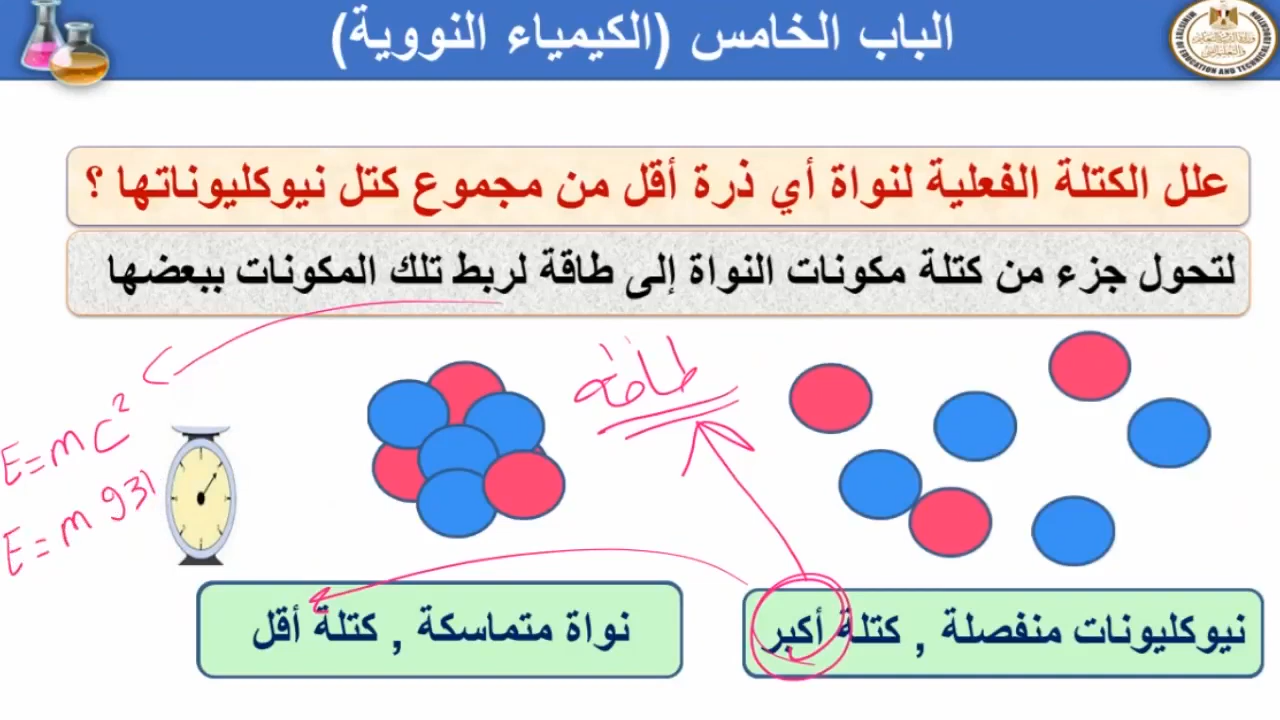 الباب الخامس (الكيمياء النووية)
علل الكتلة الفعلية لنواة أي ذرة أقل من مجموع كتل نيوكليوناتها ؟
لتحول جزء من كتلة مكونات النواة إلى طاقة لربط تلك المكونات ببعضها
طاقة
E=mc²
E=m 931
نيوكليونات منفصلة , كتلة أكبر
نواة متماسكة , كتلة أقل